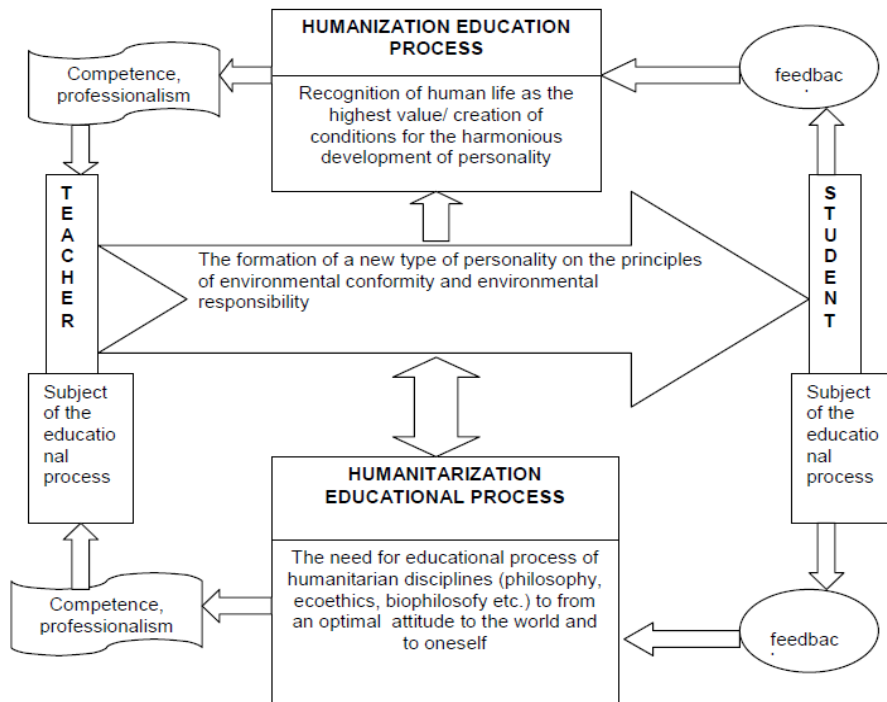 HUMANIZATION EDUCATION
PROCESS
Competence,
professionalism
feedbac
Recognition of human life as the
highest value/ creation of
conditions for the harmonious
development of personality
TEACHER
STUDENT
The formation of a new type of personality on the principles
of environmental conformity and environmental
responsibility
Subject
of the
educatio
nal
process
Subject
of the
educatio
nal
process
HUMANITARIZATION
EDUCATIONAL PROCESS
The need for educational process of
humanitarian disciplines (philosophy,
ecoethics, biophilosofy etc.) to from
an optimal attitude to the world and
to oneself
Competence,
professionalism
feedbac